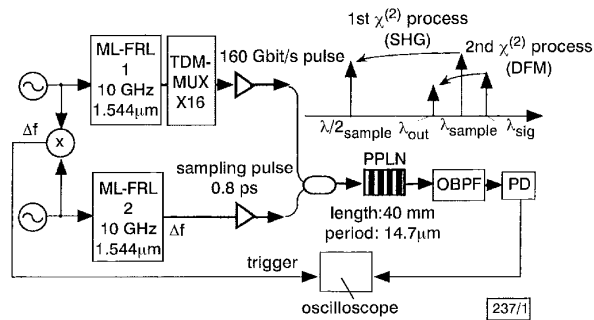 ML-FRL
1
10 GHz
1.544μm
TDM-
MUX
X16
160 Gbit/s pulse
1st χ(2) process
(SHG)
2nd χ(2) process
(DFM)
λ/2sample
λout
λsample
λsig
Δf
x
sampling pulse
0.8 ps
ML-FRL
2
10 GHz
1.544μm
Δf
PPLN
OBPF
PD
length:40 mm
period: 14.7μm
trigger
oscilloscope
237/1